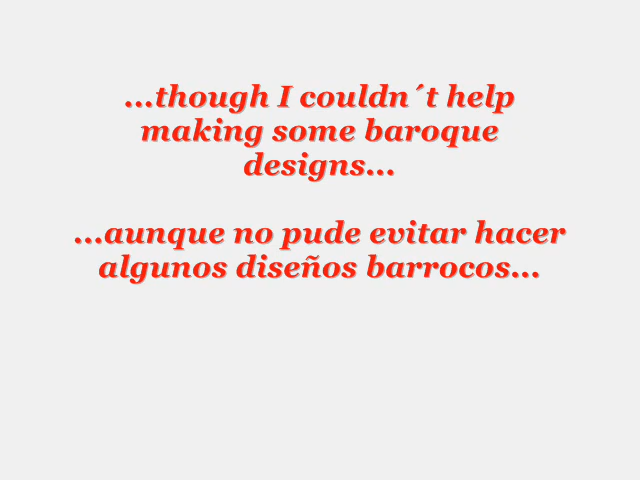 ...though I couldn´t help
making some baroque
designs...
...aunque no pude evitar hacer
algunos diseños barrocos...